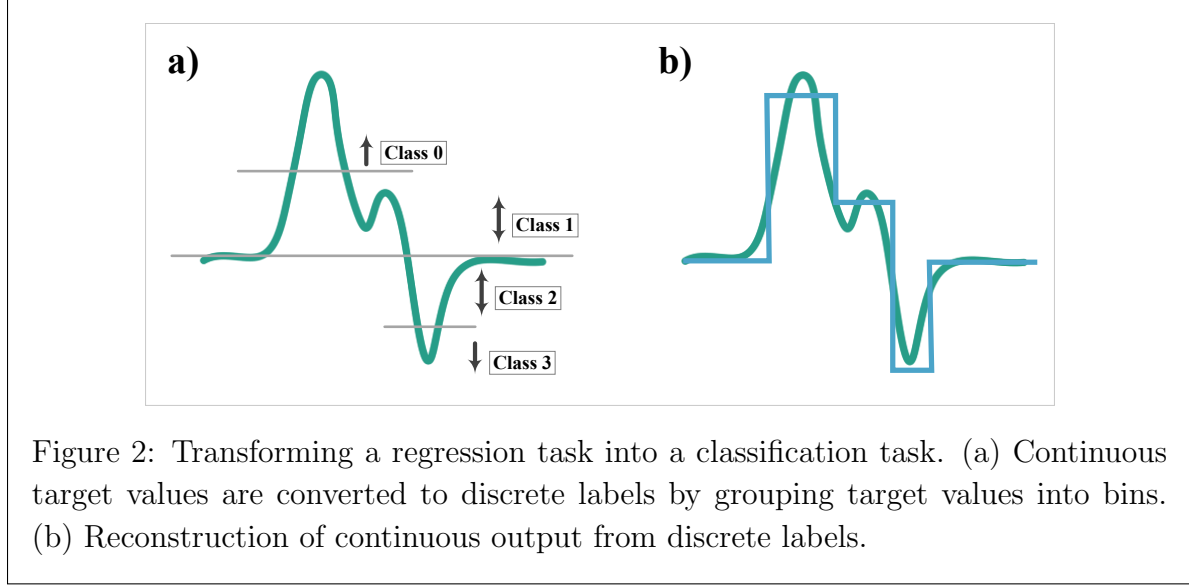 a)
b)
Class 0
Class 1
Class 2
Class 3
Figure 2: Transforming a regression task into a classification task. (a) Continuous
target values are converted to discrete labels by grouping target values into bins.
(b) Reconstruction of continuous output from discrete labels.